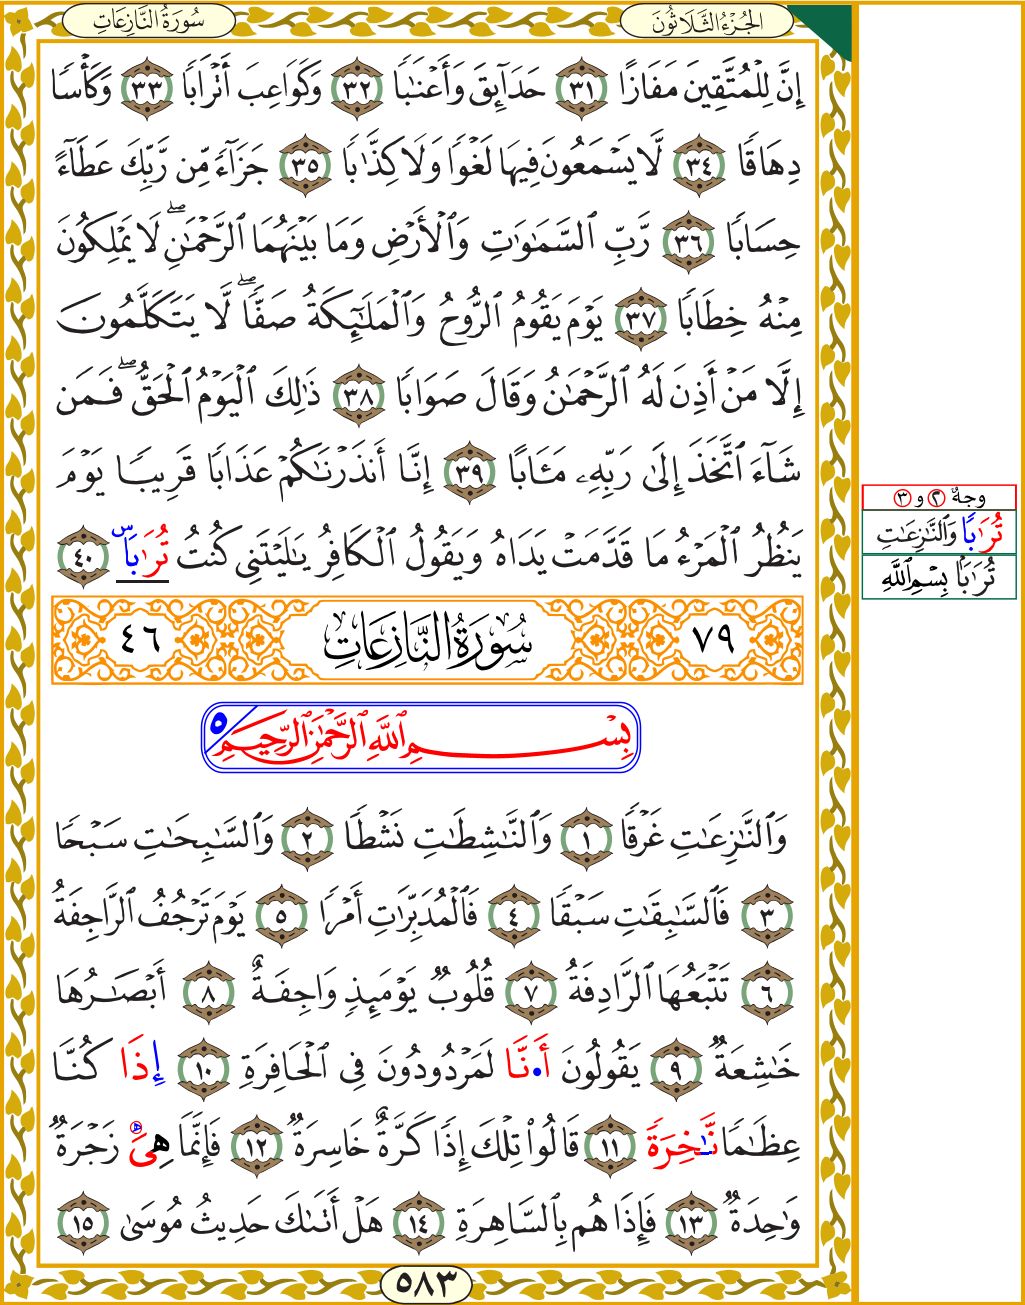 سُورَةُ النَّازِعَاتِ
الجُزْءُ الثَّلَاثُونَ
إِنَّ لِلْمُتَّقِينَ مَفَازًا ٣١ حَدَآئِقَ وَأَعْنَٰبًا ٣٢ وَكَوَاعِبَ أَتْرَابًا ٣٣ وَكَأْسًا
دِهَاقًا ٣٤ لَّا يَسْمَعُونَ فِيهَا لَغْوًا وَلَا كِذَّٰبًا ٣٥ جَزَآءً مِّن رَّبِّكَ عَطَآءً
حِسَابًا ٣٦ رَّبِّ ٱلسَّمَٰوَٰتِ وَٱلْأَرْضِ وَمَا بَيْنَهُمَا ٱلرَّحْمَٰنِۖ لَا يَمْلِكُونَ
مِنْهُ خِطَابًا ٣٧ يَوْمَ يَقُومُ ٱلرُّوحُ وَٱلْمَلَٰٓئِكَةُ صَفًّاۖ لَّا يَتَكَلَّمُونَ
إِلَّا مَنْ أَذِنَ لَهُ ٱلرَّحْمَٰنُ وَقَالَ صَوَابًا ٣٨ ذَٰلِكَ ٱلْيَوْمُ ٱلْحَقُّۖ فَمَن
شَآءَ ٱتَّخَذَ إِلَىٰ رَبِّهِۦ مَـَٔابًا ٣٩ إِنَّآ أَنذَرْنَٰكُمْ عَذَابًا قَرِيبًا يَوْمَ
يَنظُرُ ٱلْمَرْءُ مَا قَدَّمَتْ يَدَاهُ وَيَقُولُ ٱلْكَافِرُ يَٰلَيْتَنِى كُنتُ تُرَٰبَۢاۜ ٤٠
٧٩ سُورَةُ النَّازِعَاتِ ٤٦
بِسْمِ ٱللَّهِ ٱلرَّحْمَٰنِ ٱلرَّحِيمِ ٥
وَٱلنَّٰزِعَٰتِ غَرْقًا ١ وَٱلنَّٰشِطَٰتِ نَشْطًا ٢ وَٱلسَّٰبِحَٰتِ سَبْحًا
٣ فَٱلسَّٰبِقَٰتِ سَبْقًا ٤ فَٱلْمُدَبِّرَٰتِ أَمْرًا ٥ يَوْمَ تَرْجُفُ ٱلرَّاجِفَةُ
٦ تَتْبَعُهَا ٱلرَّادِفَةُ ٧ قُلُوبٌ يَوْمَئِذٍ وَاجِفَةٌ ٨ أَبْصَٰرُهَا
خَٰشِعَةٌ ٩ يَقُولُونَ أَ•نَّا لَمَرْدُودُونَ فِى ٱلْحَافِرَةِ ١٠ إِذَا كُنَّا
عِظَٰمًا نَّٰخِرَةً ١١ قَالُوا۟ تِلْكَ إِذًا كَرَّةٌ خَاسِرَةٌ ١٢ فَإِنَّمَا هِىَ زَجْرَةٌ
وَٰحِدَةٌ ١٣ فَإِذَا هُم بِٱلسَّاهِرَةِ ١٤ هَلْ أَتَىٰكَ حَدِيثُ مُوسَىٰٓ ١٥
٥٨٣
وجهٌ ٢ و ٣
تُرَٰبًا وَٱلنَّٰزِعَٰتِ
تُرَٰبَۢا بِسْمِ ٱللَّهِ